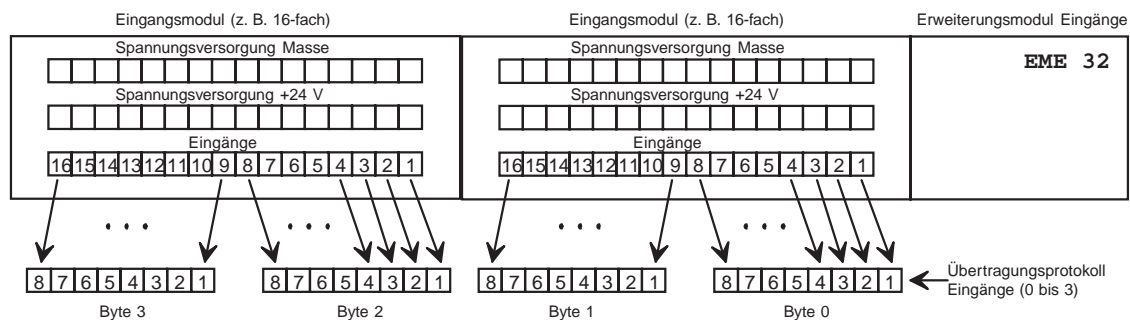 Eingangsmodul (z. B. 16-fach) Eingangsmodul (z. B. 16-fach) Erweiterungsmodul Eingänge
Spannungsversorgung Masse Spannungsversorgung Masse
EME 32
Spannungsversorgung +24 V Spannungsversorgung +24 V
Eingänge Eingänge
16 15 14 13 12 11 10 9 8 7 6 5 4 3 2 1 16 15 14 13 12 11 10 9 8 7 6 5 4 3 2 1
8 7 6 5 4 3 2 1 8 7 6 5 4 3 2 1 8 7 6 5 4 3 2 1 8 7 6 5 4 3 2 1
Übertragungsprotokoll
Eingänge (0 bis 3)
Byte 3 Byte 2 Byte 1 Byte 0